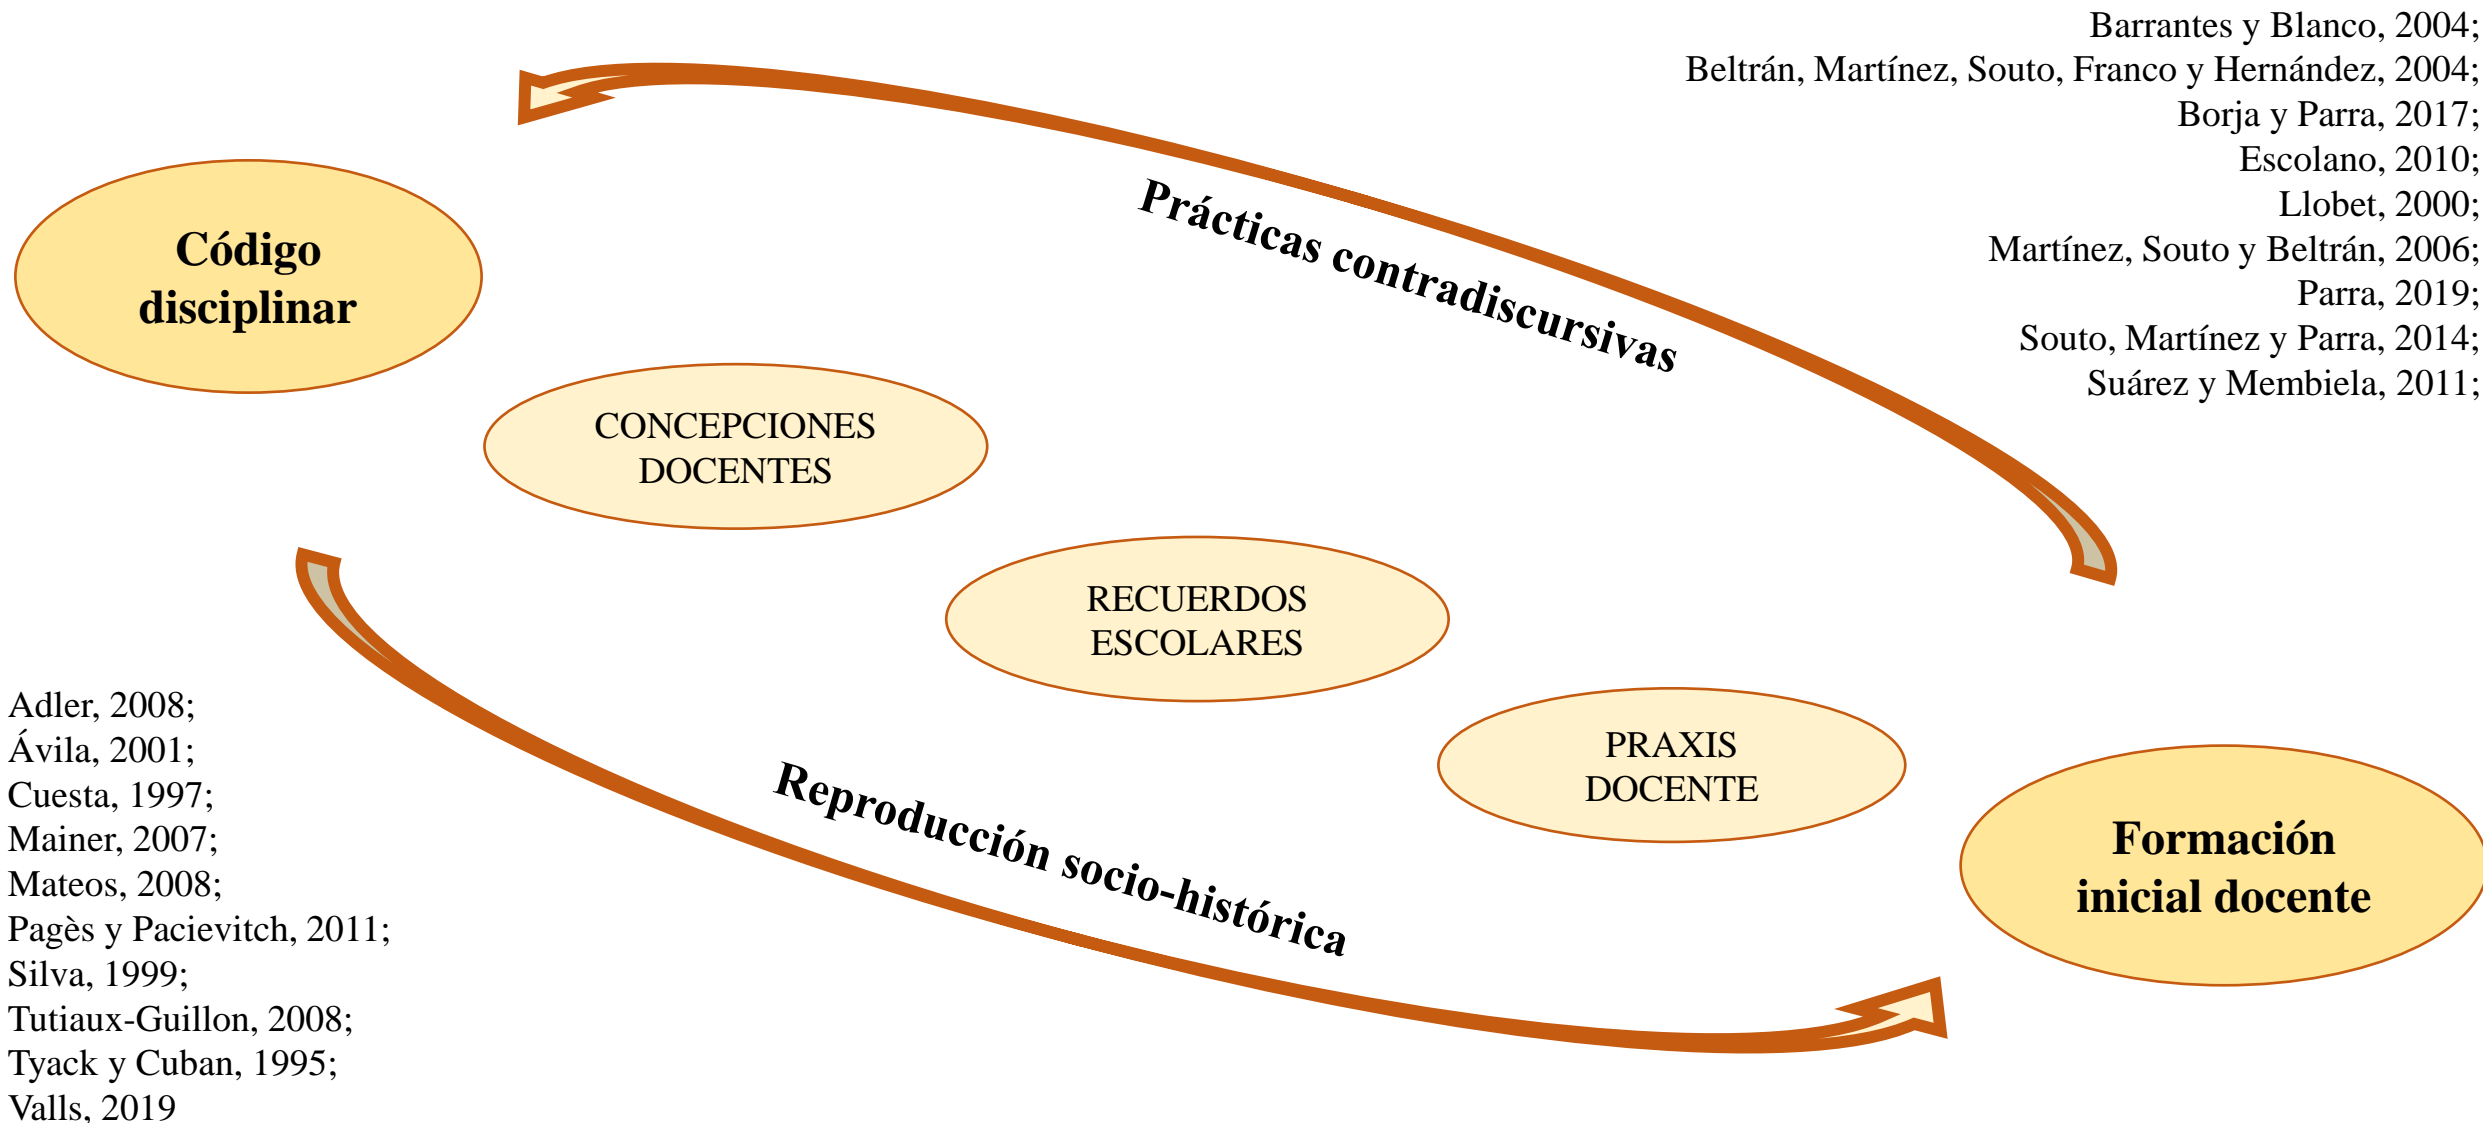 Barrantes y Blanco, 2004;
Beltrán, Martínez, Souto, Franco y Hernández, 2004;
Borja y Parra, 2017;
Escolano, 2010;
Llobet, 2000;
Martínez, Souto y Beltrán, 2006;
Parra, 2019;
Souto, Martínez y Parra, 2014;
Suárez y Membiela, 2011;
Prácticas contradiscursivas
Código
disciplinar
CONCEPCIONES
DOCENTES
RECUERDOS
ESCOLARES
PRAXIS
DOCENTE
Formación
inicial docente
Reproducción socio-histórica
Adler, 2008;
Ávila, 2001;
Cuesta, 1997;
Mainer, 2007;
Mateos, 2008;
Pagès y Pacievitch, 2011;
Silva, 1999;
Tutiaux-Guillon, 2008;
Tyack y Cuban, 1995;
Valls, 2019